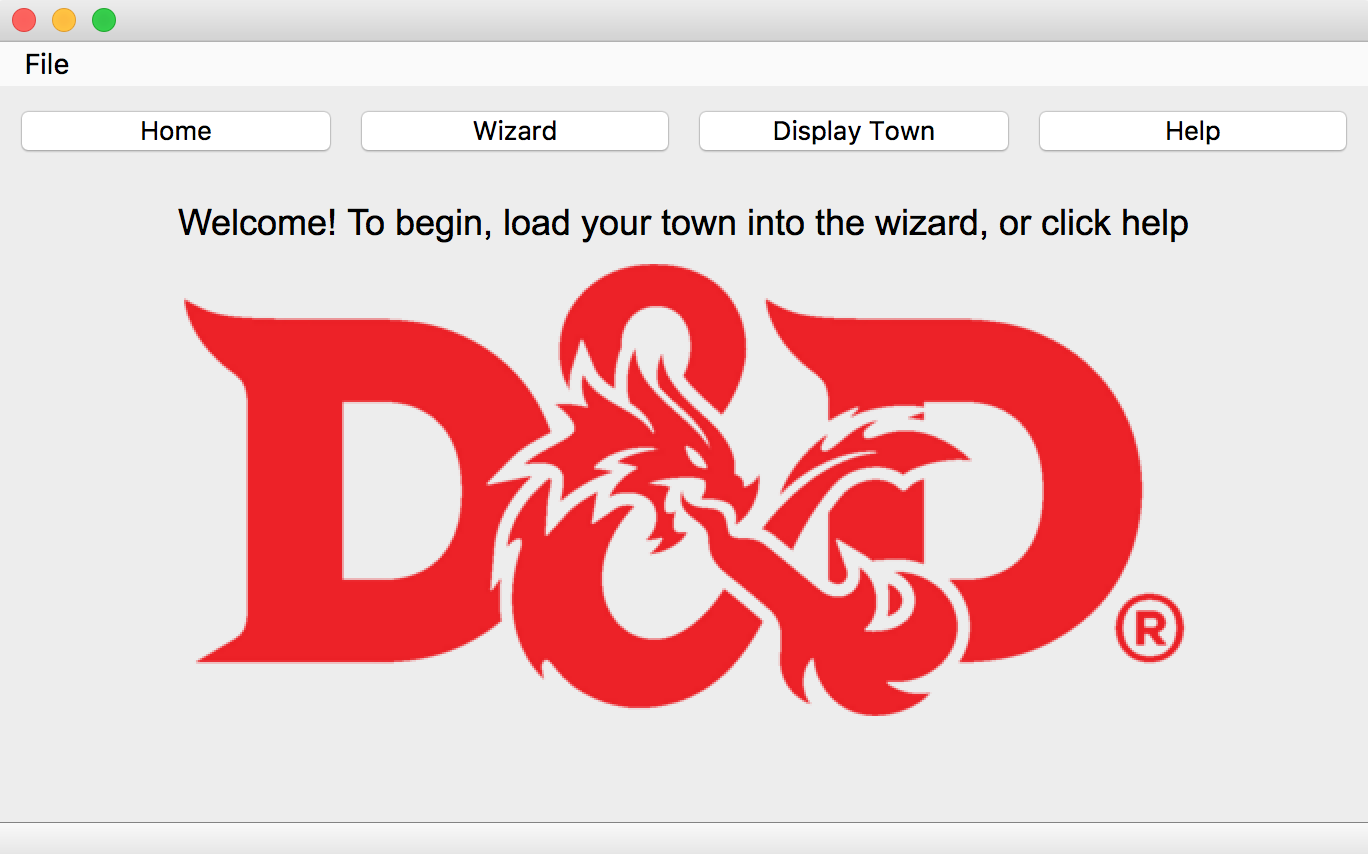 File
Home Wizard Display Town Help
Welcome! To begin, load your town into the wizard, or click help
D&D®